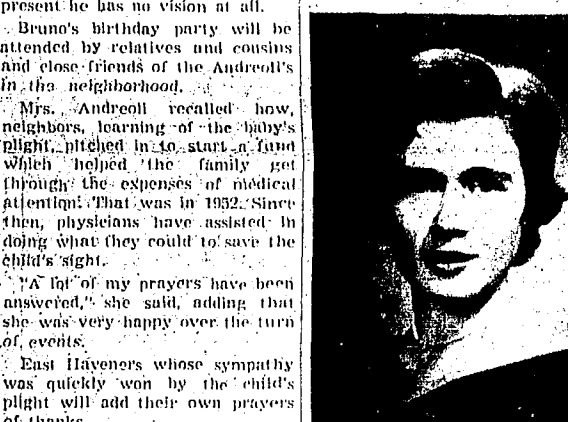 present he has no vision at all.
Bruno's birthday party will be
attended by relatives and cousins
and close friends of the Andreoll's
in the neighborhood.
Mrs. Andreoll recalled how,
neighbors, learning of the baby's
plight, pitched in to start a fund
which helped the family get
through the expenses of medical
attention. That was in 1952. Since
then, physicians have assisted in
doing what they could to save the
child's sight.
"A lot of my prayers have been
answered," she said, adding that
she was very happy over the turn
of events.
East Haveners whose sympathy
was quickly won by the child's
plight will add their own prayers
of thanks